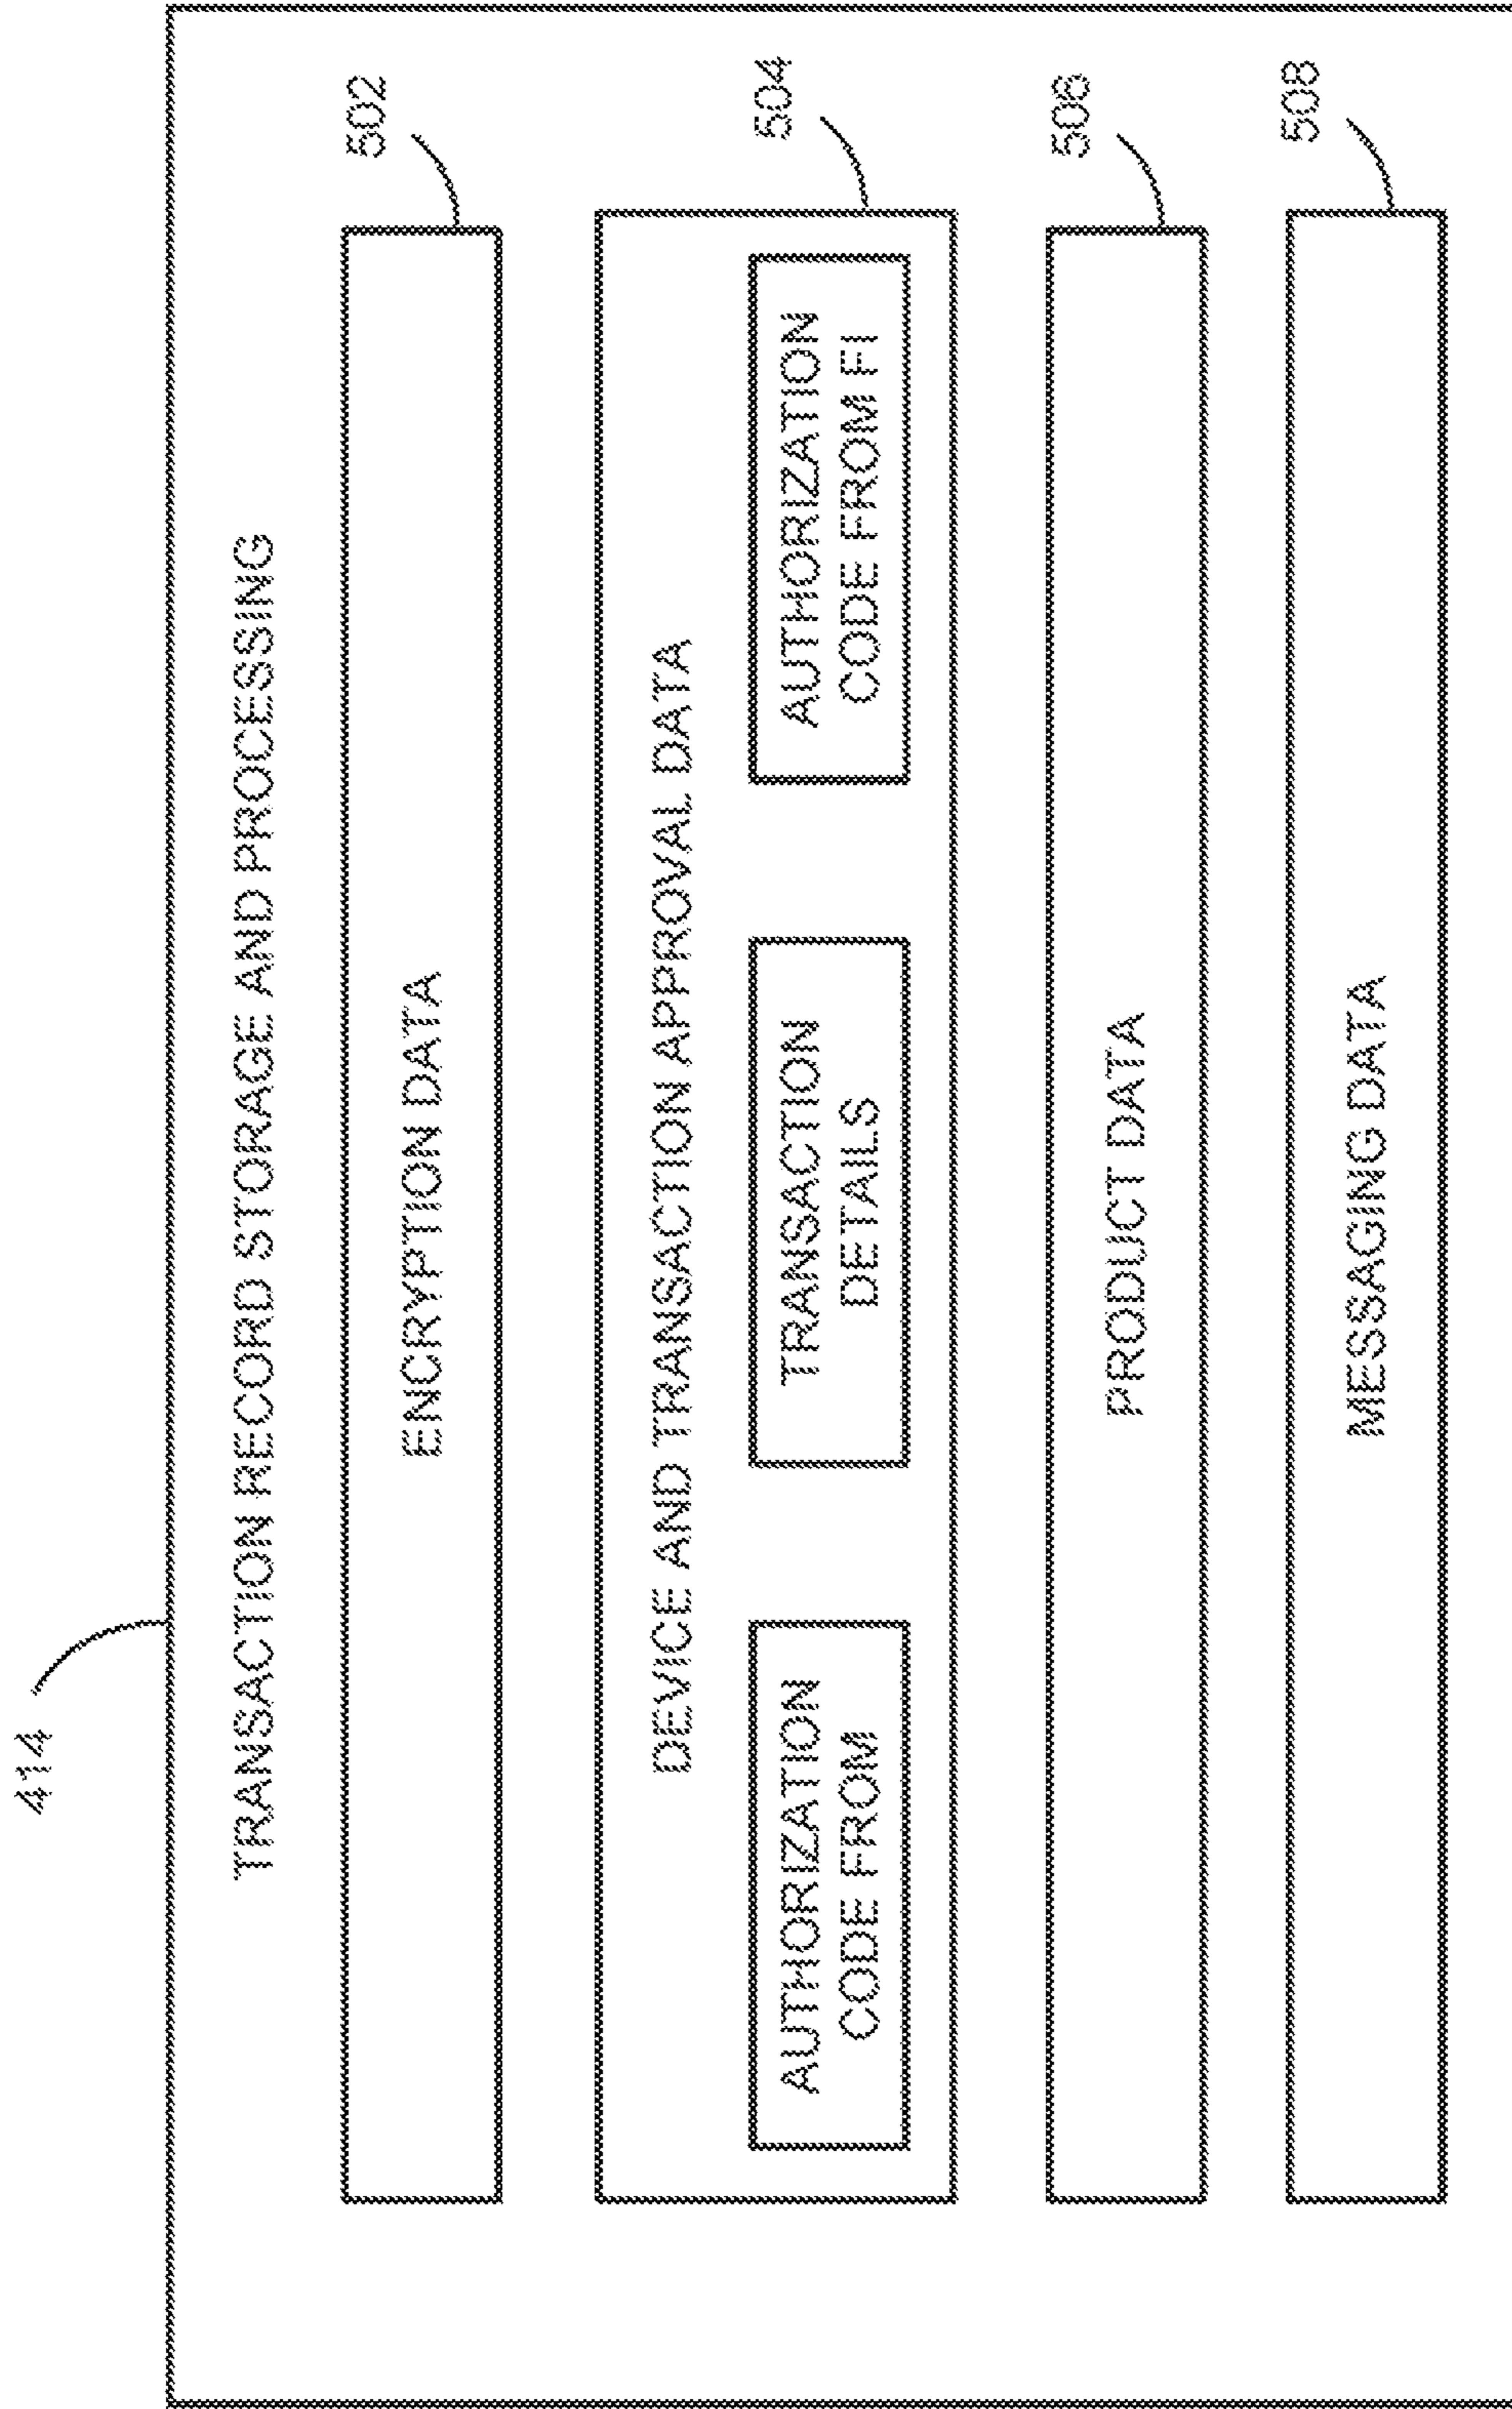 414
TRANSACTION RECORD STORAGE AND PROCESSING
502
ENCRYPTION DATA
504
DEVICE AND TRANSACTION APPROVAL DATA
AUTHORIZATION
CODE FROM
TRANSACTION
DETAILS
AUTHORIZATION
CODE FROM FI
506
PRODUCT DATA
508
MESSAGING DATA